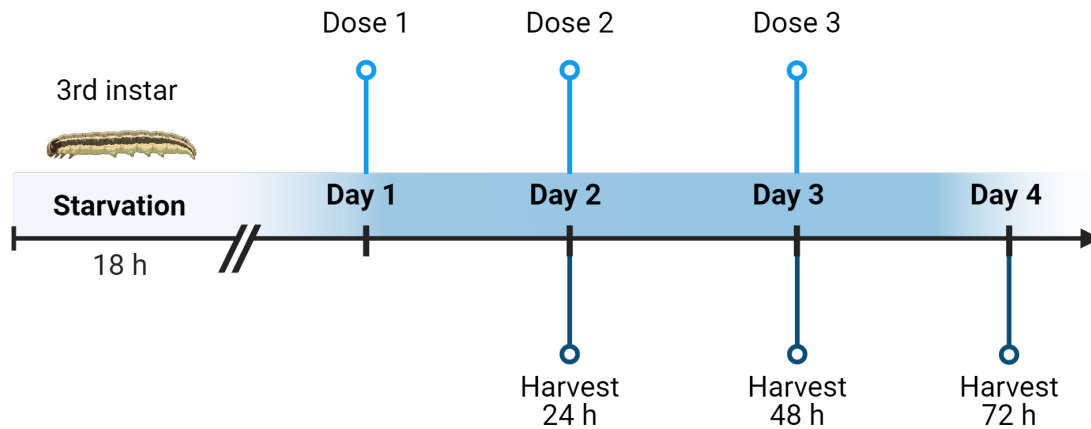 Dose 1
Dose 2
Dose 3
3rd instar
Starvation
Day 1
Day 2
Day 3
Day 4
18 h
Harvest
24 h
Harvest
48 h
Harvest
72 h